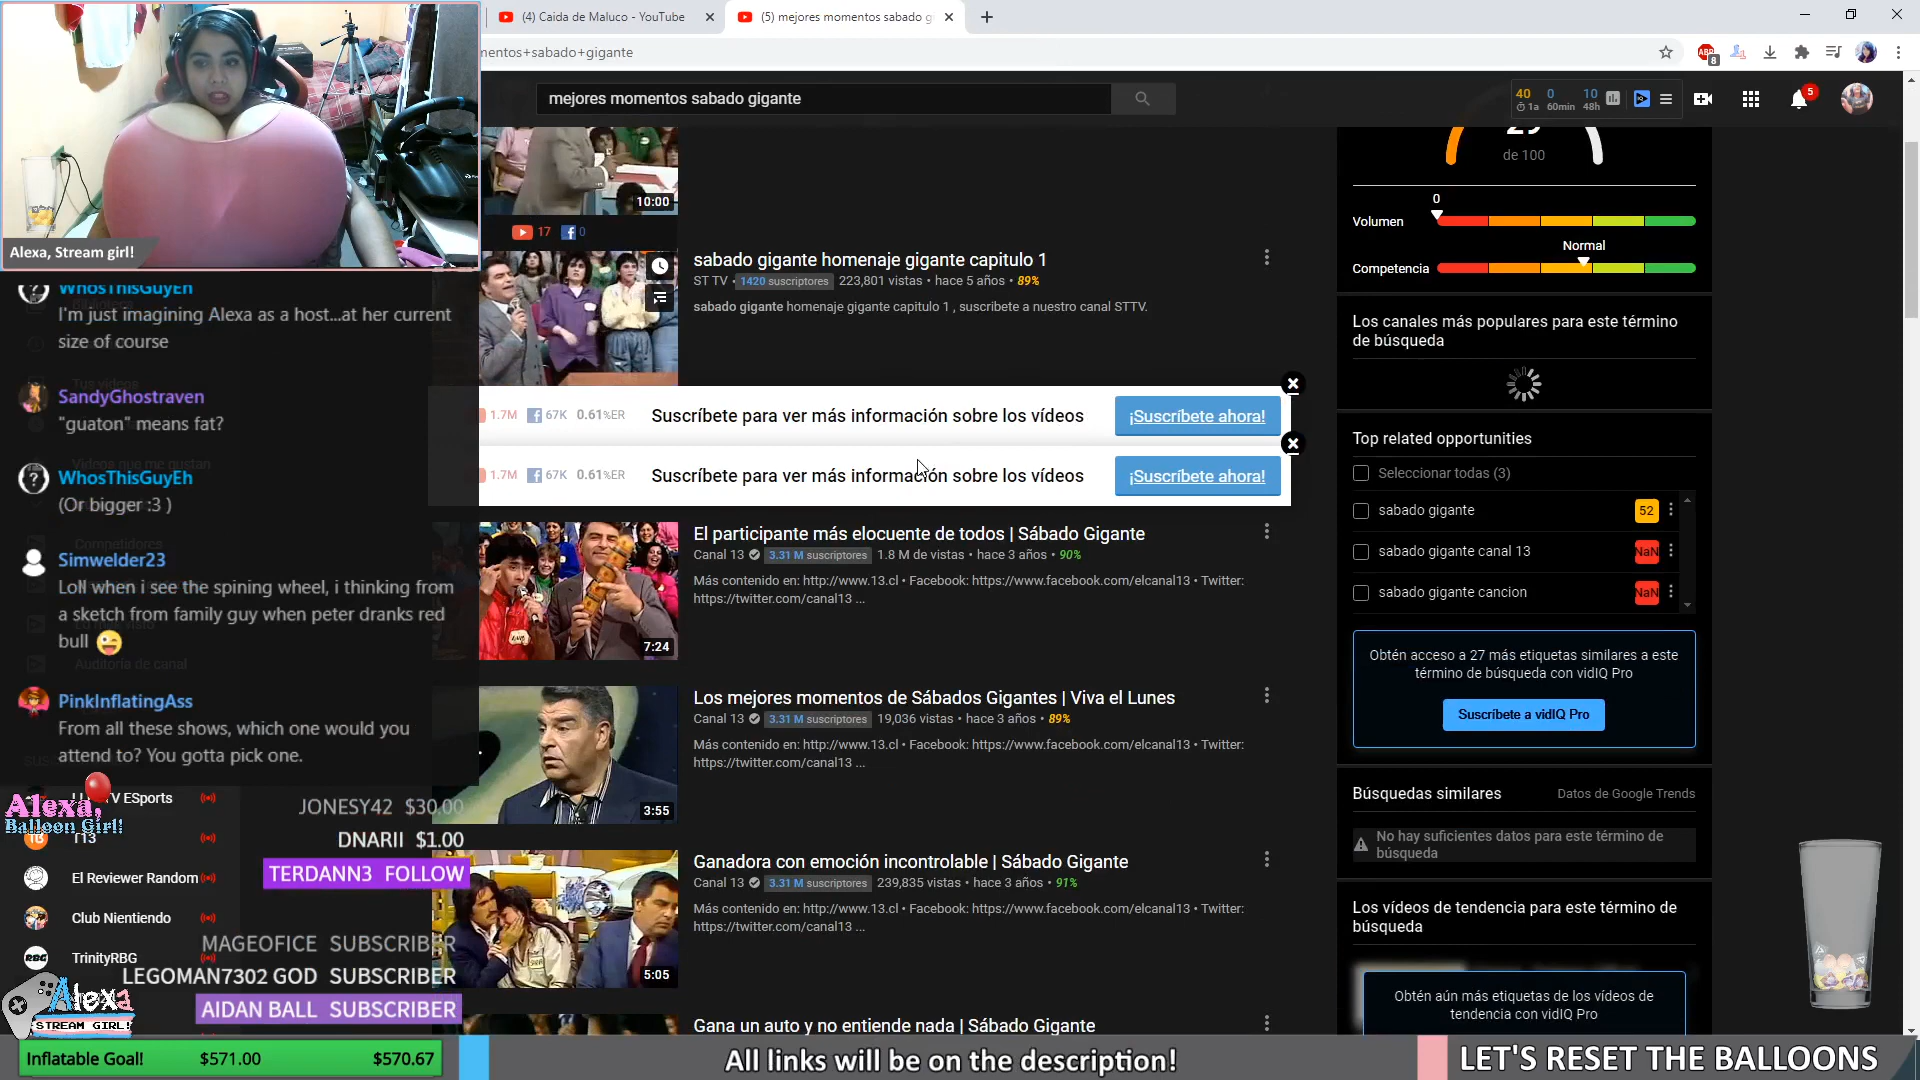 (4) Caida de Maluco - YouTube
(5) mejores momentos sabado g
mentos+sabado+gigante
mejores momentos sabado gigante
40 0 10
1a 60min 48h
5
8
de 100
0
Volumen
Normal
Competencia
10:00
17 0
sabado gigante homenaje gigante capitulo 1
ST TV • 1420 suscriptores 223,801 vistas • hace 5 años • 89%
sabado gigante homenaje gigante capitulo 1 , suscribete a nuestro canal STTV.
Alexa, Stream girl!
WhosThisGuyEh
I'm just imagining Alexa as a host...at her current
size of course
SandyGhostraven
"guaton" means fat?
WhosThisGuyEh
(Or bigger :3 )
Simwelder23
Loll when i see the spining wheel, i thinking from
a sketch from family guy when peter dranks red
bull
Auditoría de canal
PinkInflatingAss
From all these shows, which one would you
attend to? You gotta pick one.
1.7M 67K 0.61%ER Suscríbete para ver más información sobre los vídeos ¡Suscríbete ahora!
1.7M 67K 0.61%ER Suscríbete para ver más información sobre los vídeos ¡Suscríbete ahora!
El participante más elocuente de todos | Sábado Gigante
Canal 13 3.31 M suscriptores 1.8 M de vistas • hace 3 años • 90%
Más contenido en: http://www.13.cl • Facebook: https://www.facebook.com/elcanal13 • Twitter:
https://twitter.com/canal13 ...
7:24
Los mejores momentos de Sábados Gigantes | Viva el Lunes
Canal 13 3.31 M suscriptores 19,036 vistas • hace 3 años • 89%
Más contenido en: http://www.13.cl • Facebook: https://www.facebook.com/elcanal13 • Twitter:
https://twitter.com/canal13 ...
3:55
Ganadora con emoción incontrolable | Sábado Gigante
Canal 13 3.31 M suscriptores 239,835 vistas • hace 3 años • 91%
Más contenido en: http://www.13.cl • Facebook: https://www.facebook.com/elcanal13 • Twitter:
https://twitter.com/canal13 ...
5:05
Gana un auto y no entiende nada | Sábado Gigante
Los canales más populares para este término
de búsqueda
Top related opportunities
Seleccionar todas (3)
sabado gigante 52
sabado gigante canal 13 NaN
sabado gigante cancion NaN
Obtén acceso a 27 más etiquetas similares a este
término de búsqueda con vidIQ Pro
Suscríbete a vidIQ Pro
Búsquedas similares Datos de Google Trends
No hay suficientes datos para este término de
búsqueda
Los vídeos de tendencia para este término de
búsqueda
Obtén aún más etiquetas de los vídeos de
tendencia con vidIQ Pro
Alexa,
Balloon Girl!
V ESports
T13
El Reviewer Random
Club Nientiendo
TrinityRBG
JONESY42 $30.00
DNARII $1.00
TERDANN3 FOLLOW
MAGEOFICE SUBSCRIBER
LEGOMAN7302 GOD SUBSCRIBER
AIDAN BALL SUBSCRIBER
Alexa
STREAM GIRL!
Inflatable Goal! $571.00 $570.67
All links will be on the description!
LET'S RESET THE BALLOONS